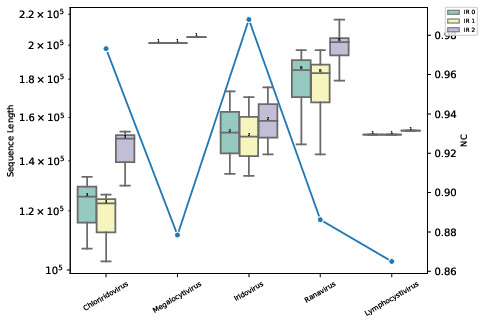 2.2 × 10⁵
2 × 10⁵
1.8 × 10⁵
1.6 × 10⁵
1.4 × 10⁵
1.2 × 10⁵
10⁵
Sequence Length
0.98
0.96
0.94
0.92
0.90
0.88
0.86
NC
IR 0
IR 1
IR 2
Chloriridovirus
Megalocytivirus
Iridovirus
Ranavirus
Lymphocystivirus